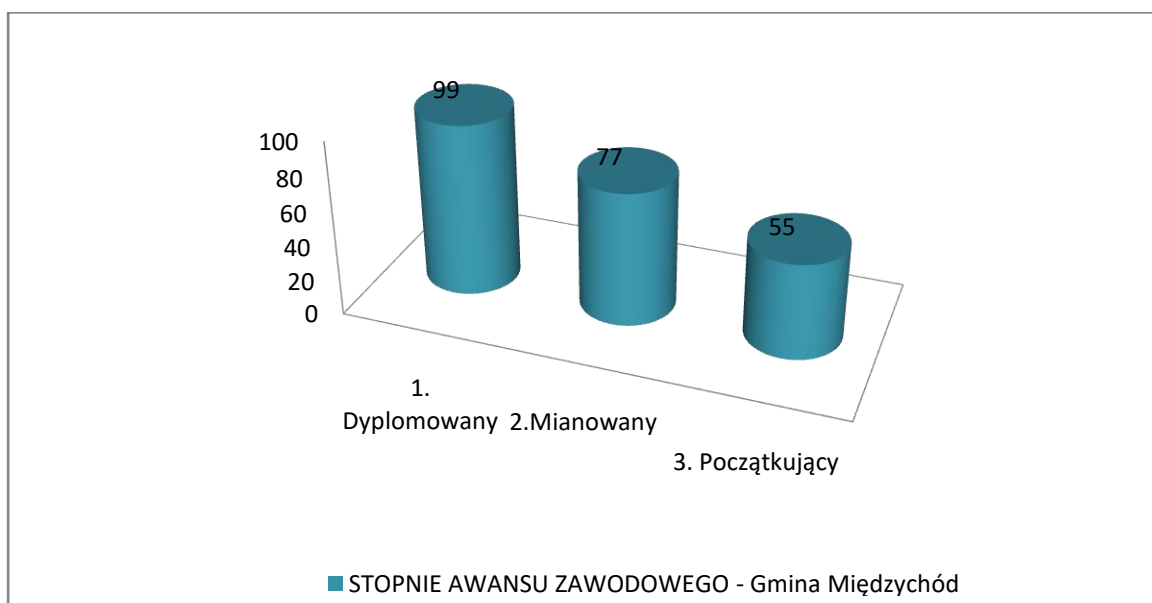 99
77
55
100
80
60
40
20
0
1.
Dyplomowany
2.Mianowany
3. Początkujący
STOPNIE AWANSU ZAWODOWEGO - Gmina Międzychód